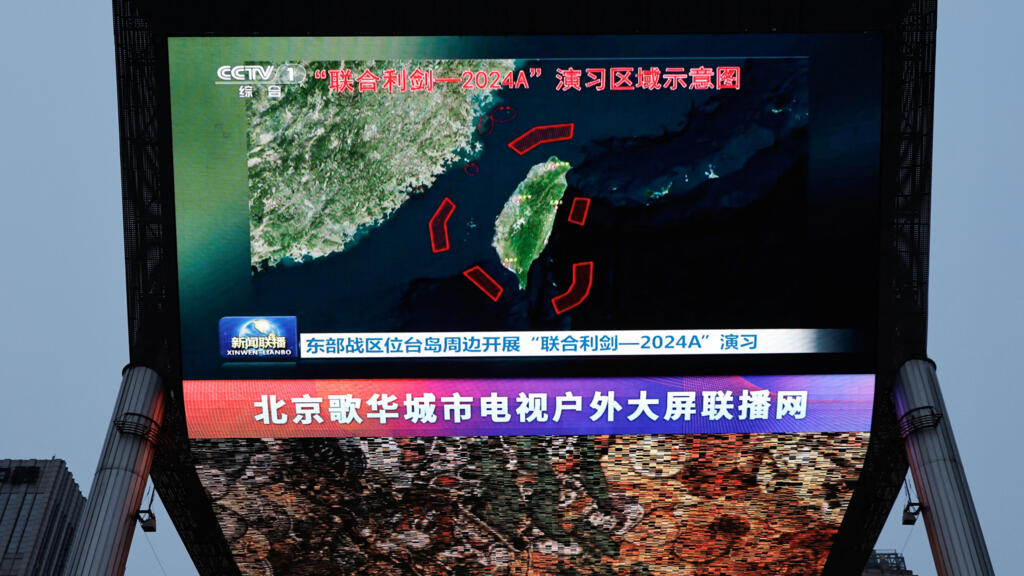 CCTV 1
综合
“联合利剑—2024A” 演习区域示意图
新闻联播
XINWEN LIANBO
东部战区位台岛周边开展“联合利剑—2024A”演习
北京歌华城市电视户外大屏联播网